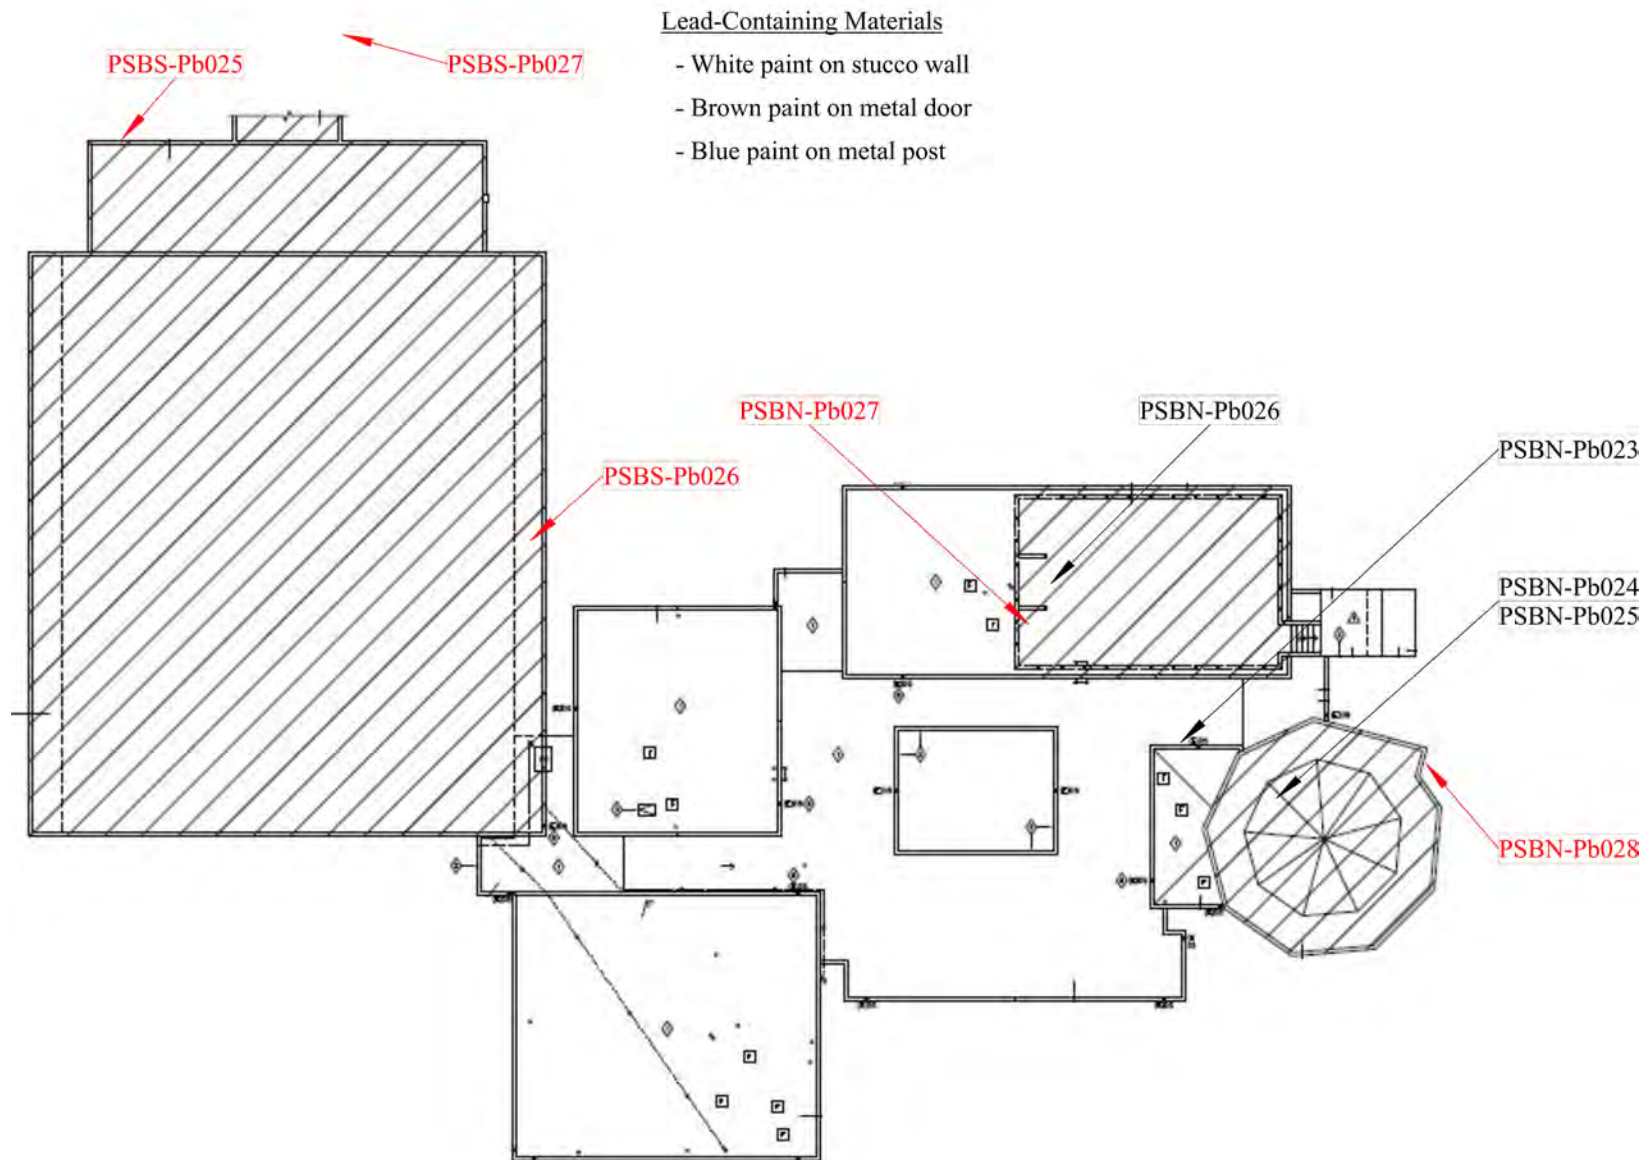 Lead-Containing Materials
- White paint on stucco wall
- Brown paint on metal door
- Blue paint on metal post
PSBS-Pb025
PSBS-Pb027
PSBN-Pb027
PSBN-Pb026
PSBN-Pb023
PSBS-Pb026
PSBN-Pb024
PSBN-Pb025
PSBN-Pb028